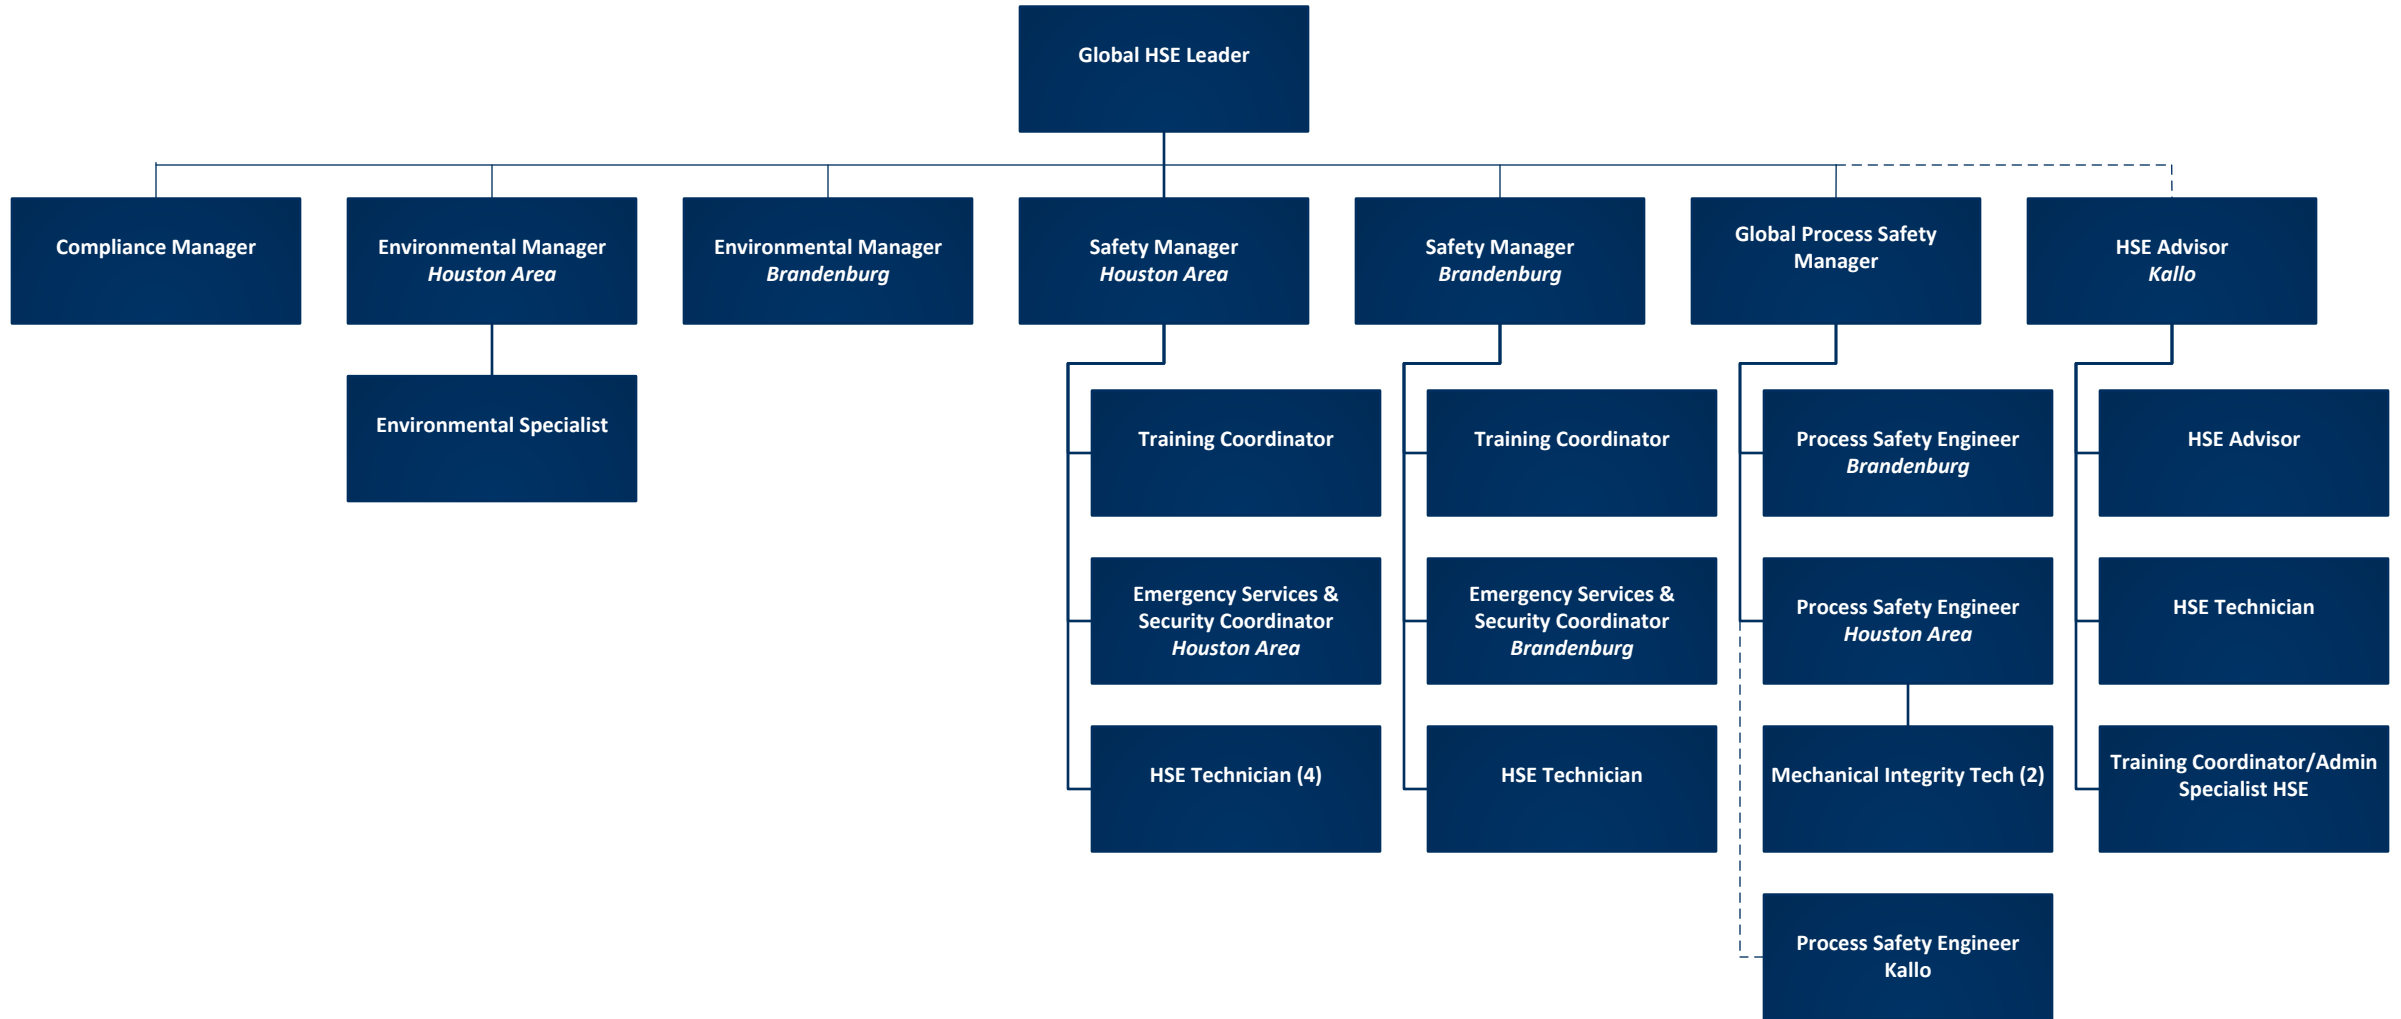 Global HSE Leader
Compliance Manager
Environmental Manager
Houston Area
Environmental Manager
Brandenburg
Safety Manager
Houston Area
Safety Manager
Brandenburg
Global Process Safety
Manager
HSE Advisor
Kallo
Environmental Specialist
Training Coordinator
Emergency Services &
Security Coordinator
Houston Area
HSE Technician (4)
Training Coordinator
Emergency Services &
Security Coordinator
Brandenburg
HSE Technician
Process Safety Engineer
Brandenburg
Process Safety Engineer
Houston Area
Mechanical Integrity Tech (2)
Process Safety Engineer
Kallo
HSE Advisor
HSE Technician
Training Coordinator/Admin
Specialist HSE